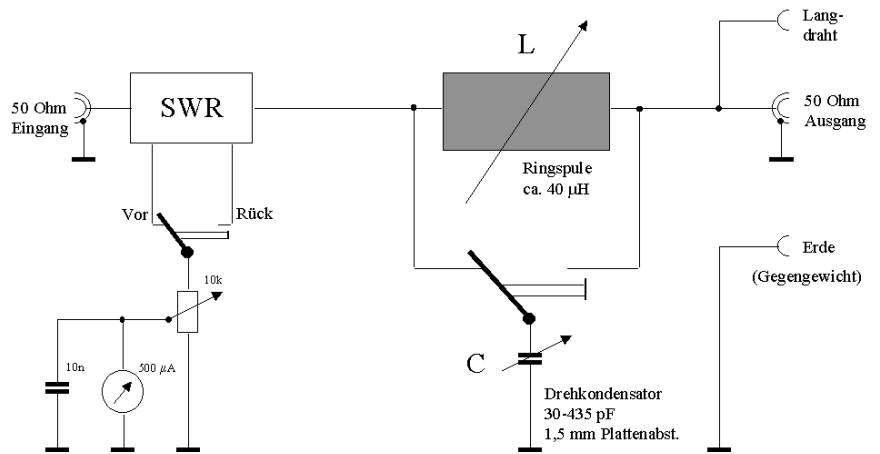 Lang-
draht
L
50 Ohm
Eingang
SWR
50 Ohm
Ausgang
Ringspule
ca. 40 µH
Vor
Rück
Erde
(Gegengewicht)
10k
10n
500 µA
C
Drehkondensator
30-435 pF
1,5 mm Plattenabst.